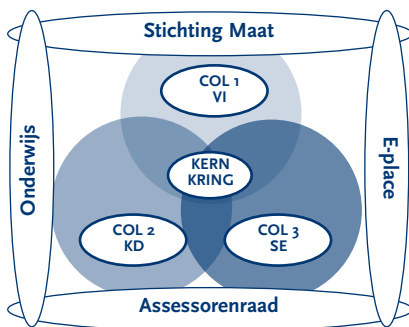 Stichting Maat
COL 1
VI
Onderwijs
E-place
KERN
KRING
COL 2
KD
COL 3
SE
Assessorenraad